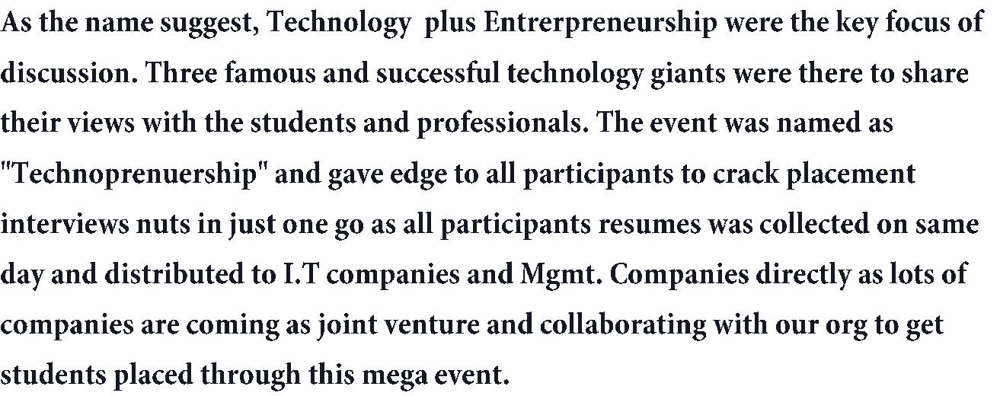 As the name suggest, Technology  plus Entrerpreneurship were the key focus of
discussion. Three famous and successful technology giants were there to share
their views with the students and professionals. The event was named as
"Technoprenuership" and gave edge to all participants to crack placement
interviews nuts in just one go as all participants resumes was collected on same
day and distributed to I.T companies and Mgmt. Companies directly as lots of
companies are coming as joint venture and collaborating with our org to get
students placed through this mega event.